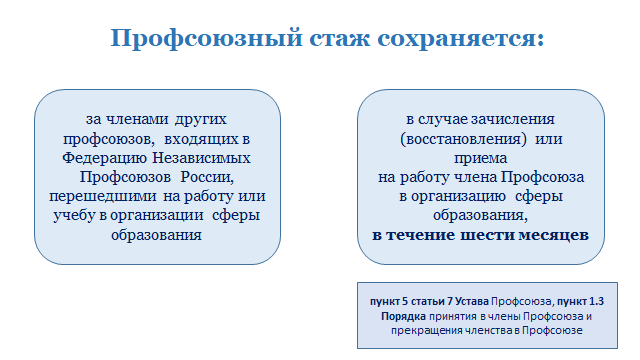 Профсоюзный стаж сохраняется:
за членами других
профсоюзов, входящих в
Федерацию Независимых
Профсоюзов России,
перешедшими на работу или
учебу в организации сферы
образования
в случае зачисления
(восстановления) или
приема
на работу члена Профсоюза
в организацию сферы
образования,
в течение шести месяцев
пункт 5 статьи 7 Устава Профсоюза, пункт 1.3
Порядка принятия в члены Профсоюза и
прекращения членства в Профсоюзе